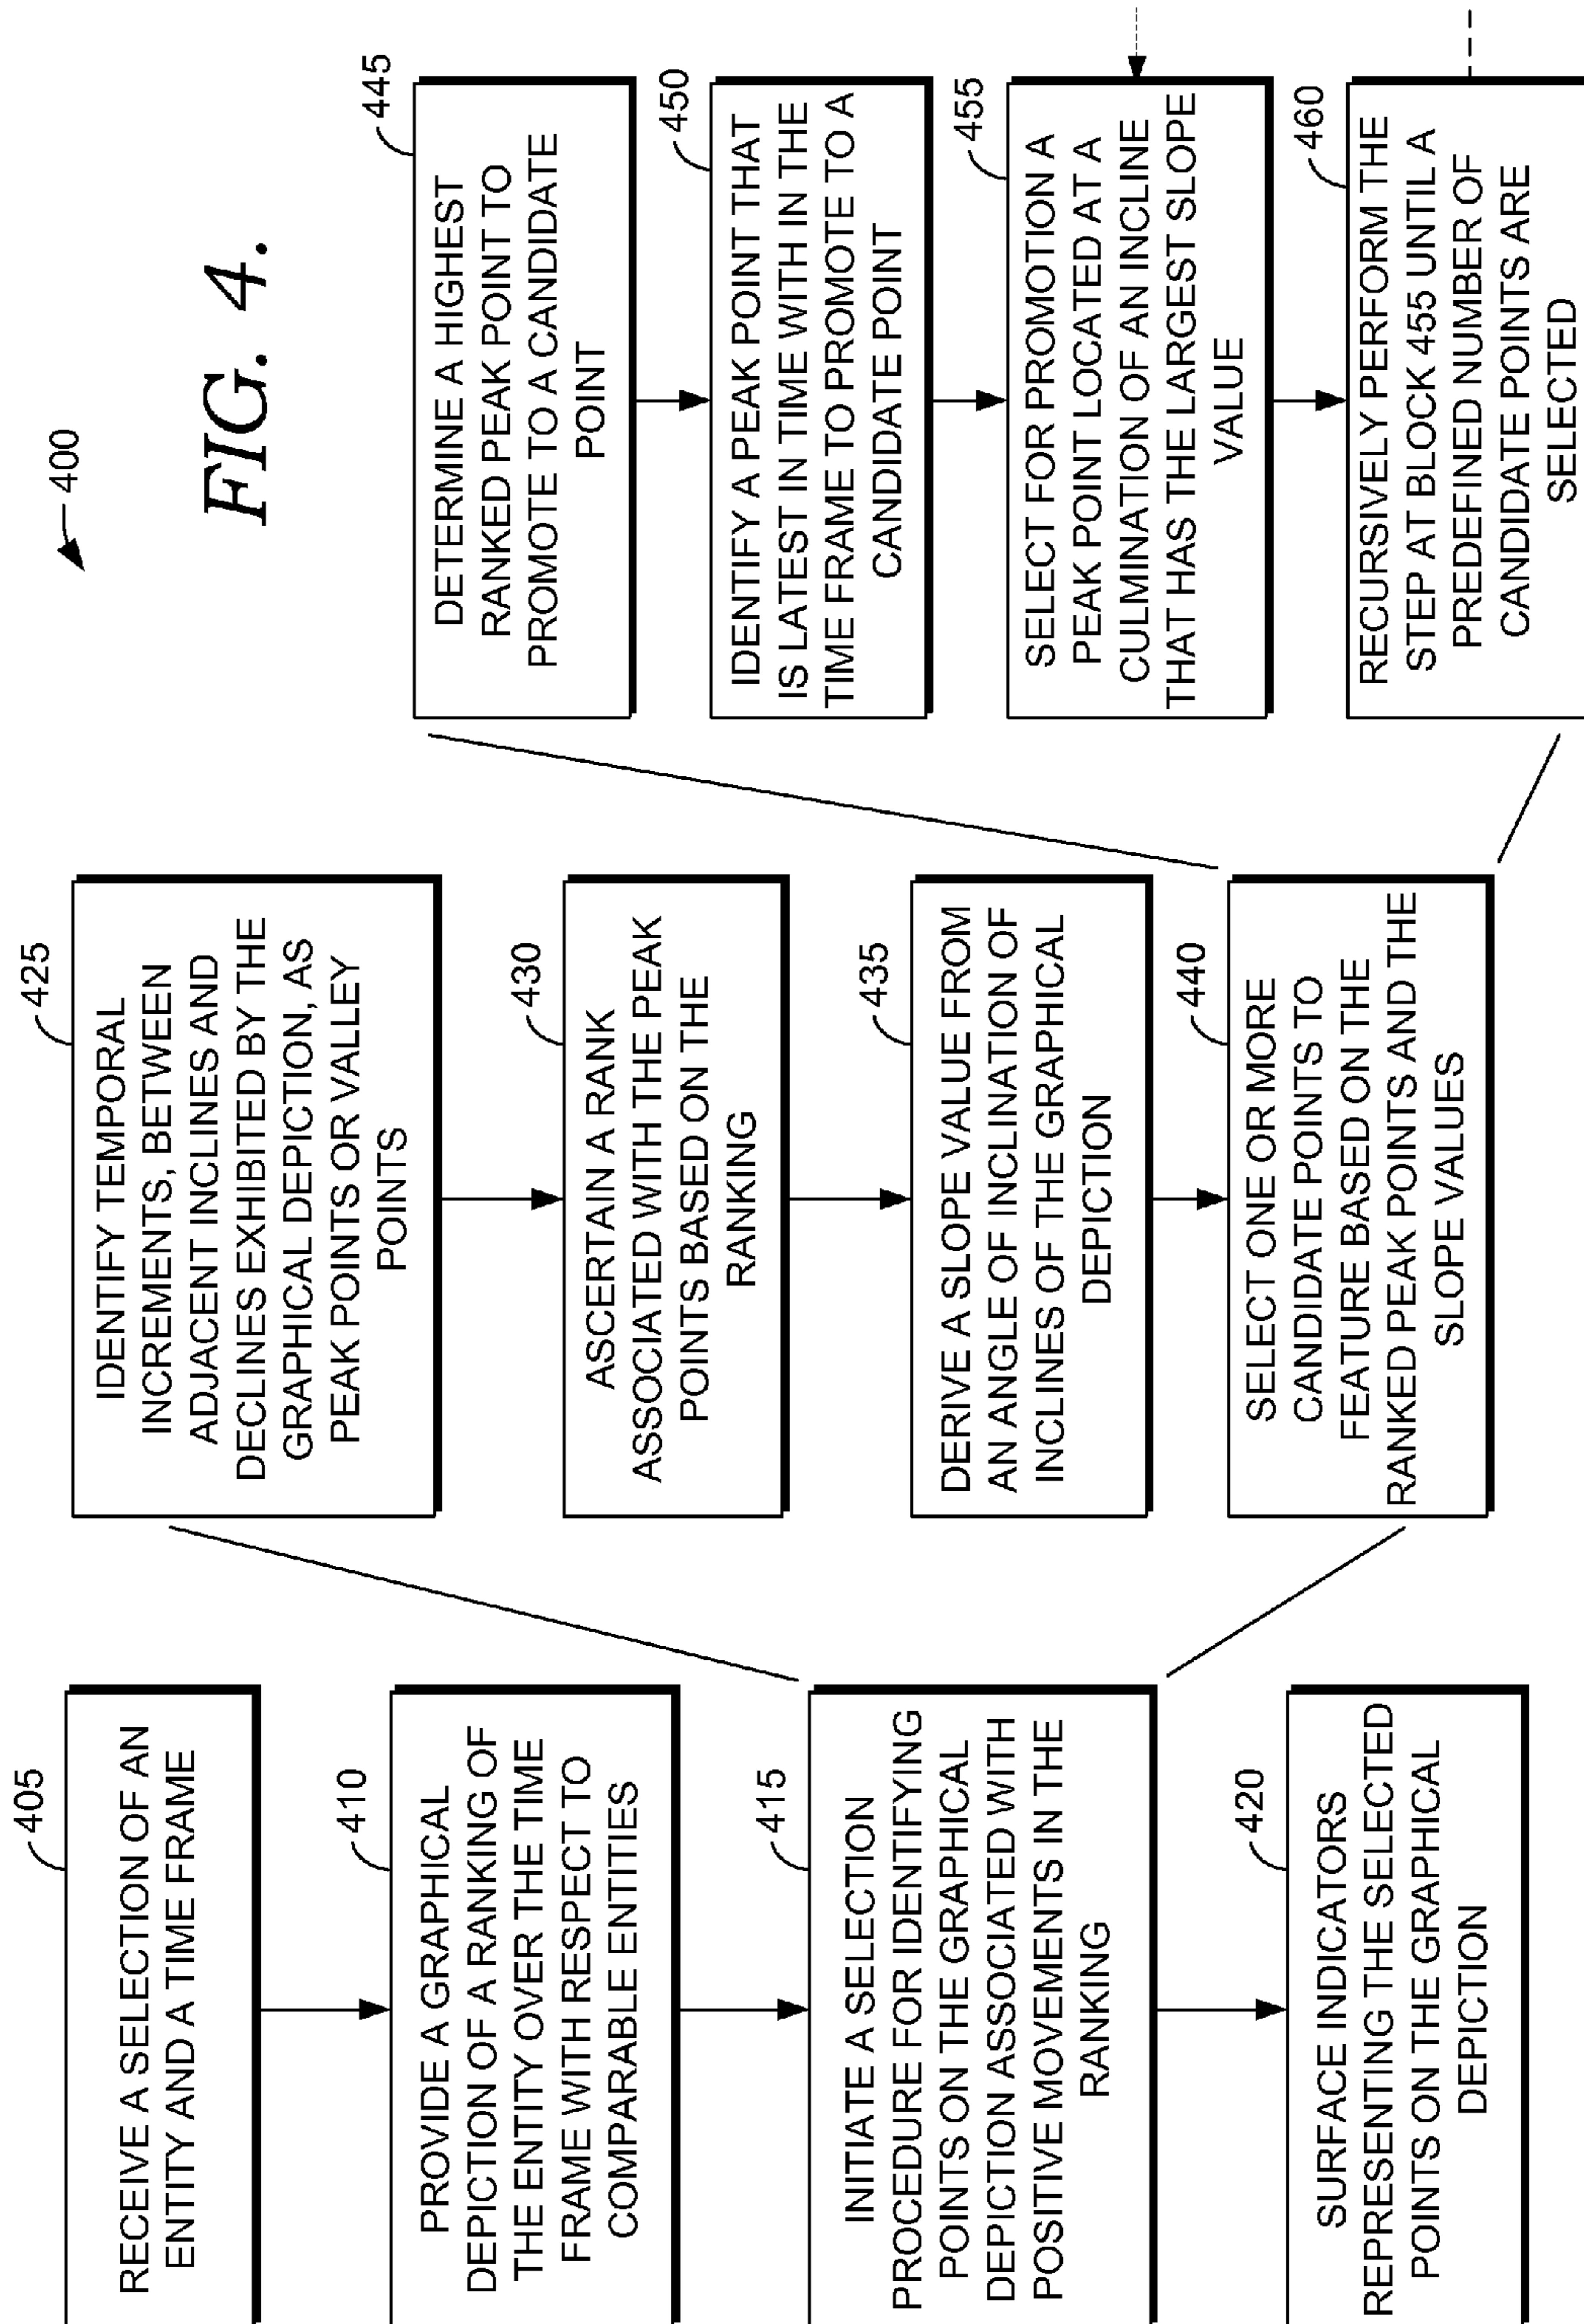 400
FIG. 4.
405
RECEIVE A SELECTION OF AN
ENTITY AND A TIME FRAME
410
PROVIDE A GRAPHICAL
DEPICTION OF A RANKING OF
THE ENTITY OVER THE TIME
FRAME WITH RESPECT TO
COMPARABLE ENTITIES
415
INITIATE A SELECTION
PROCEDURE FOR IDENTIFYING
POINTS ON THE GRAPHICAL
DEPICTION ASSOCIATED WITH
POSITIVE MOVEMENTS IN THE
RANKING
420
SURFACE INDICATORS
REPRESENTING THE SELECTED
POINTS ON THE GRAPHICAL
DEPICTION
425
IDENTIFY TEMPORAL
INCREMENTS, BETWEEN
ADJACENT INCLINES AND
DECLINES EXHIBITED BY THE
GRAPHICAL DEPICTION, AS
PEAK POINTS OR VALLEY
POINTS
430
ASCERTAIN A RANK
ASSOCIATED WITH THE PEAK
POINTS BASED ON THE
RANKING
435
DERIVE A SLOPE VALUE FROM
AN ANGLE OF INCLINATION OF
INCLINES OF THE GRAPHICAL
DEPICTION
440
SELECT ONE OR MORE
CANDIDATE POINTS TO
FEATURE BASED ON THE
RANKED PEAK POINTS AND THE
SLOPE VALUES
445
DETERMINE A HIGHEST
RANKED PEAK POINT TO
PROMOTE TO A CANDIDATE
POINT
450
IDENTIFY A PEAK POINT THAT
IS LATEST IN TIME WITH IN THE
TIME FRAME TO PROMOTE TO A
CANDIDATE POINT
455
SELECT FOR PROMOTION A
PEAK POINT LOCATED AT A
CULMINATION OF AN INCLINE
THAT HAS THE LARGEST SLOPE
VALUE
460
RECURSIVELY PERFORM THE
STEP AT BLOCK 455 UNTIL A
PREDEFINED NUMBER OF
CANDIDATE POINTS ARE
SELECTED